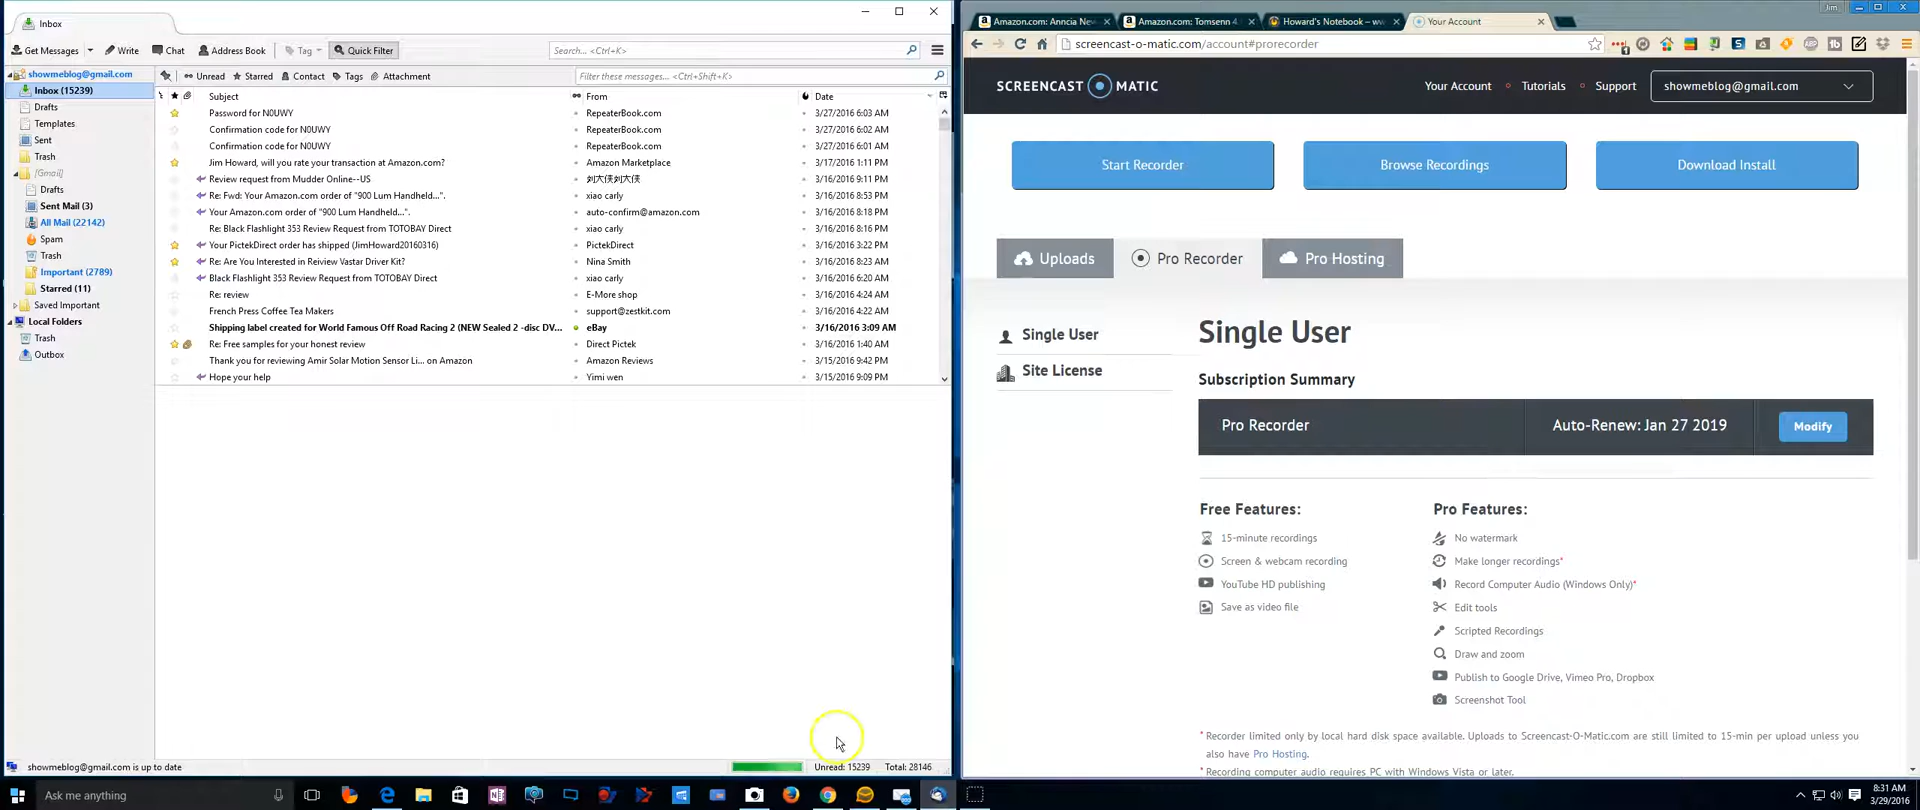 Inbox
Get Messages Write Chat Address Book Tag Quick Filter Search... <Ctrl+K>
showmeblog@gmail.com
Inbox (15239)
Drafts
Templates
Sent
Trash
[Gmail]
Drafts
Sent Mail (3)
All Mail (22142)
Spam
Trash
Important (2789)
Starred (11)
Saved Important
Local Folders
Trash
Outbox
Unread Starred Contact Tags Attachment Filter these messages... <Ctrl+Shift+K>
Subject From Date
Password for N0UWY RepeaterBook.com 3/27/2016 6:03 AM
Confirmation code for N0UWY RepeaterBook.com 3/27/2016 6:02 AM
Confirmation code for N0UWY RepeaterBook.com 3/27/2016 6:01 AM
Jim Howard, will you rate your transaction at Amazon.com? Amazon Marketplace 3/17/2016 1:11 PM
Review request from Mudder Online--US 刘大侠刘大侠 3/16/2016 9:11 PM
Re: Fwd: Your Amazon.com order of "900 Lum Handheld...". xiao carly 3/16/2016 8:53 PM
Your Amazon.com order of "900 Lum Handheld...". auto-confirm@amazon.com 3/16/2016 8:18 PM
Re: Black Flashlight 353 Review Request from TOTOBAY Direct xiao carly 3/16/2016 8:16 PM
Your PictekDirect order has shipped (JimHoward20160316) PictekDirect 3/16/2016 3:22 PM
Re: Are You Interested in Reiview Vastar Driver Kit? Nina Smith 3/16/2016 8:23 AM
Black Flashlight 353 Review Request from TOTOBAY Direct xiao carly 3/16/2016 6:20 AM
Re: review E-More shop 3/16/2016 4:24 AM
French Press Coffee Tea Makers support@zestkit.com 3/16/2016 4:20 AM
Shipping label created for World Famous Off Road Racing 2 (NEW Sealed 2 -disc DV... eBay 3/16/2016 3:09 AM
Re: Free samples for your honest review Direct Pictek 3/16/2016 1:40 AM
Thank you for reviewing Amir Solar Motion Sensor Li... on Amazon Amazon Reviews 3/15/2016 9:42 PM
Hope your help Yimi wen 3/15/2016 9:09 PM
showmeblog@gmail.com is up to date Unread: 15239 Total: 28146
Amazon.com: Anncia New Amazon.com: Tomsenn 4 Howard's Notebook – ww Your Account Jim
screencast-o-matic.com/account#prorecorder
SCREENCAST MATIC Your Account Tutorials Support showmeblog@gmail.com
Start Recorder Browse Recordings Download Install
Uploads Pro Recorder Pro Hosting
Single User
Site License
Single User
Subscription Summary
Pro Recorder Auto-Renew: Jan 27 2019 Modify
Free Features:
15-minute recordings
Screen & webcam recording
YouTube HD publishing
Save as video file
Pro Features:
No watermark
Make longer recordings*
Record Computer Audio (Windows Only)*
Edit tools
Scripted Recordings
Draw and zoom
Publish to Google Drive, Vimeo Pro, Dropbox
Screenshot Tool
* Recorder limited only by local hard disk space available. Uploads to Screencast-O-Matic.com are still limited to 15-min per upload unless you
also have Pro Hosting.
* Recording computer audio requires PC with Windows Vista or later.
Ask me anything
8:31 AM
3/29/2016